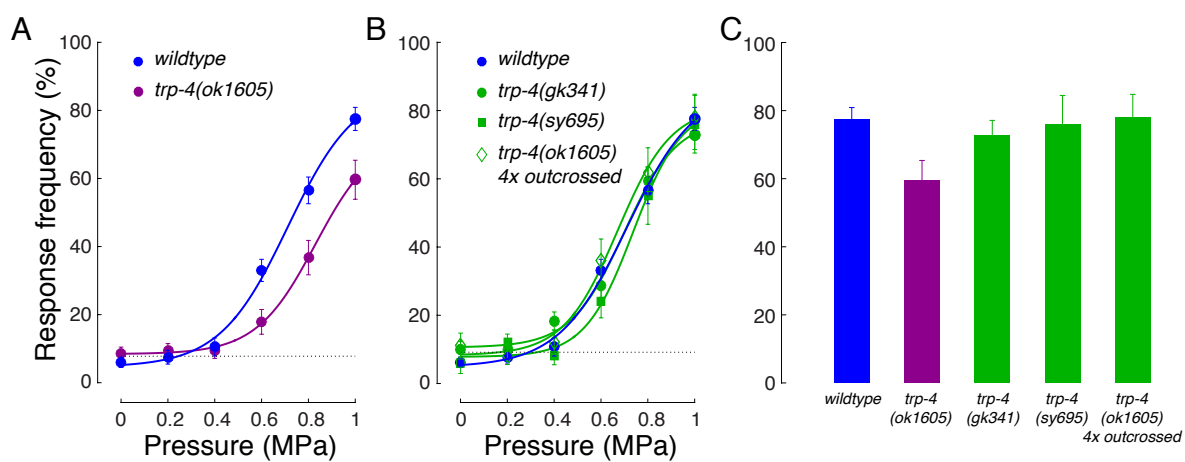 A
Response frequency (%)
100
80
60
40
20
0
wildtype
trp-4(ok1605)
0 0.2 0.4 0.6 0.8 1
Pressure (MPa)
B
100
80
60
40
20
0
wildtype
trp-4(gk341)
trp-4(sy695)
trp-4(ok1605)
4x outcrossed
0 0.2 0.4 0.6 0.8 1
Pressure (MPa)
C
100
80
60
40
20
0
wildtype
trp-4
(ok1605)
trp-4
(gk341)
trp-4
(sy695)
trp-4
(ok1605)
4x outcrossed